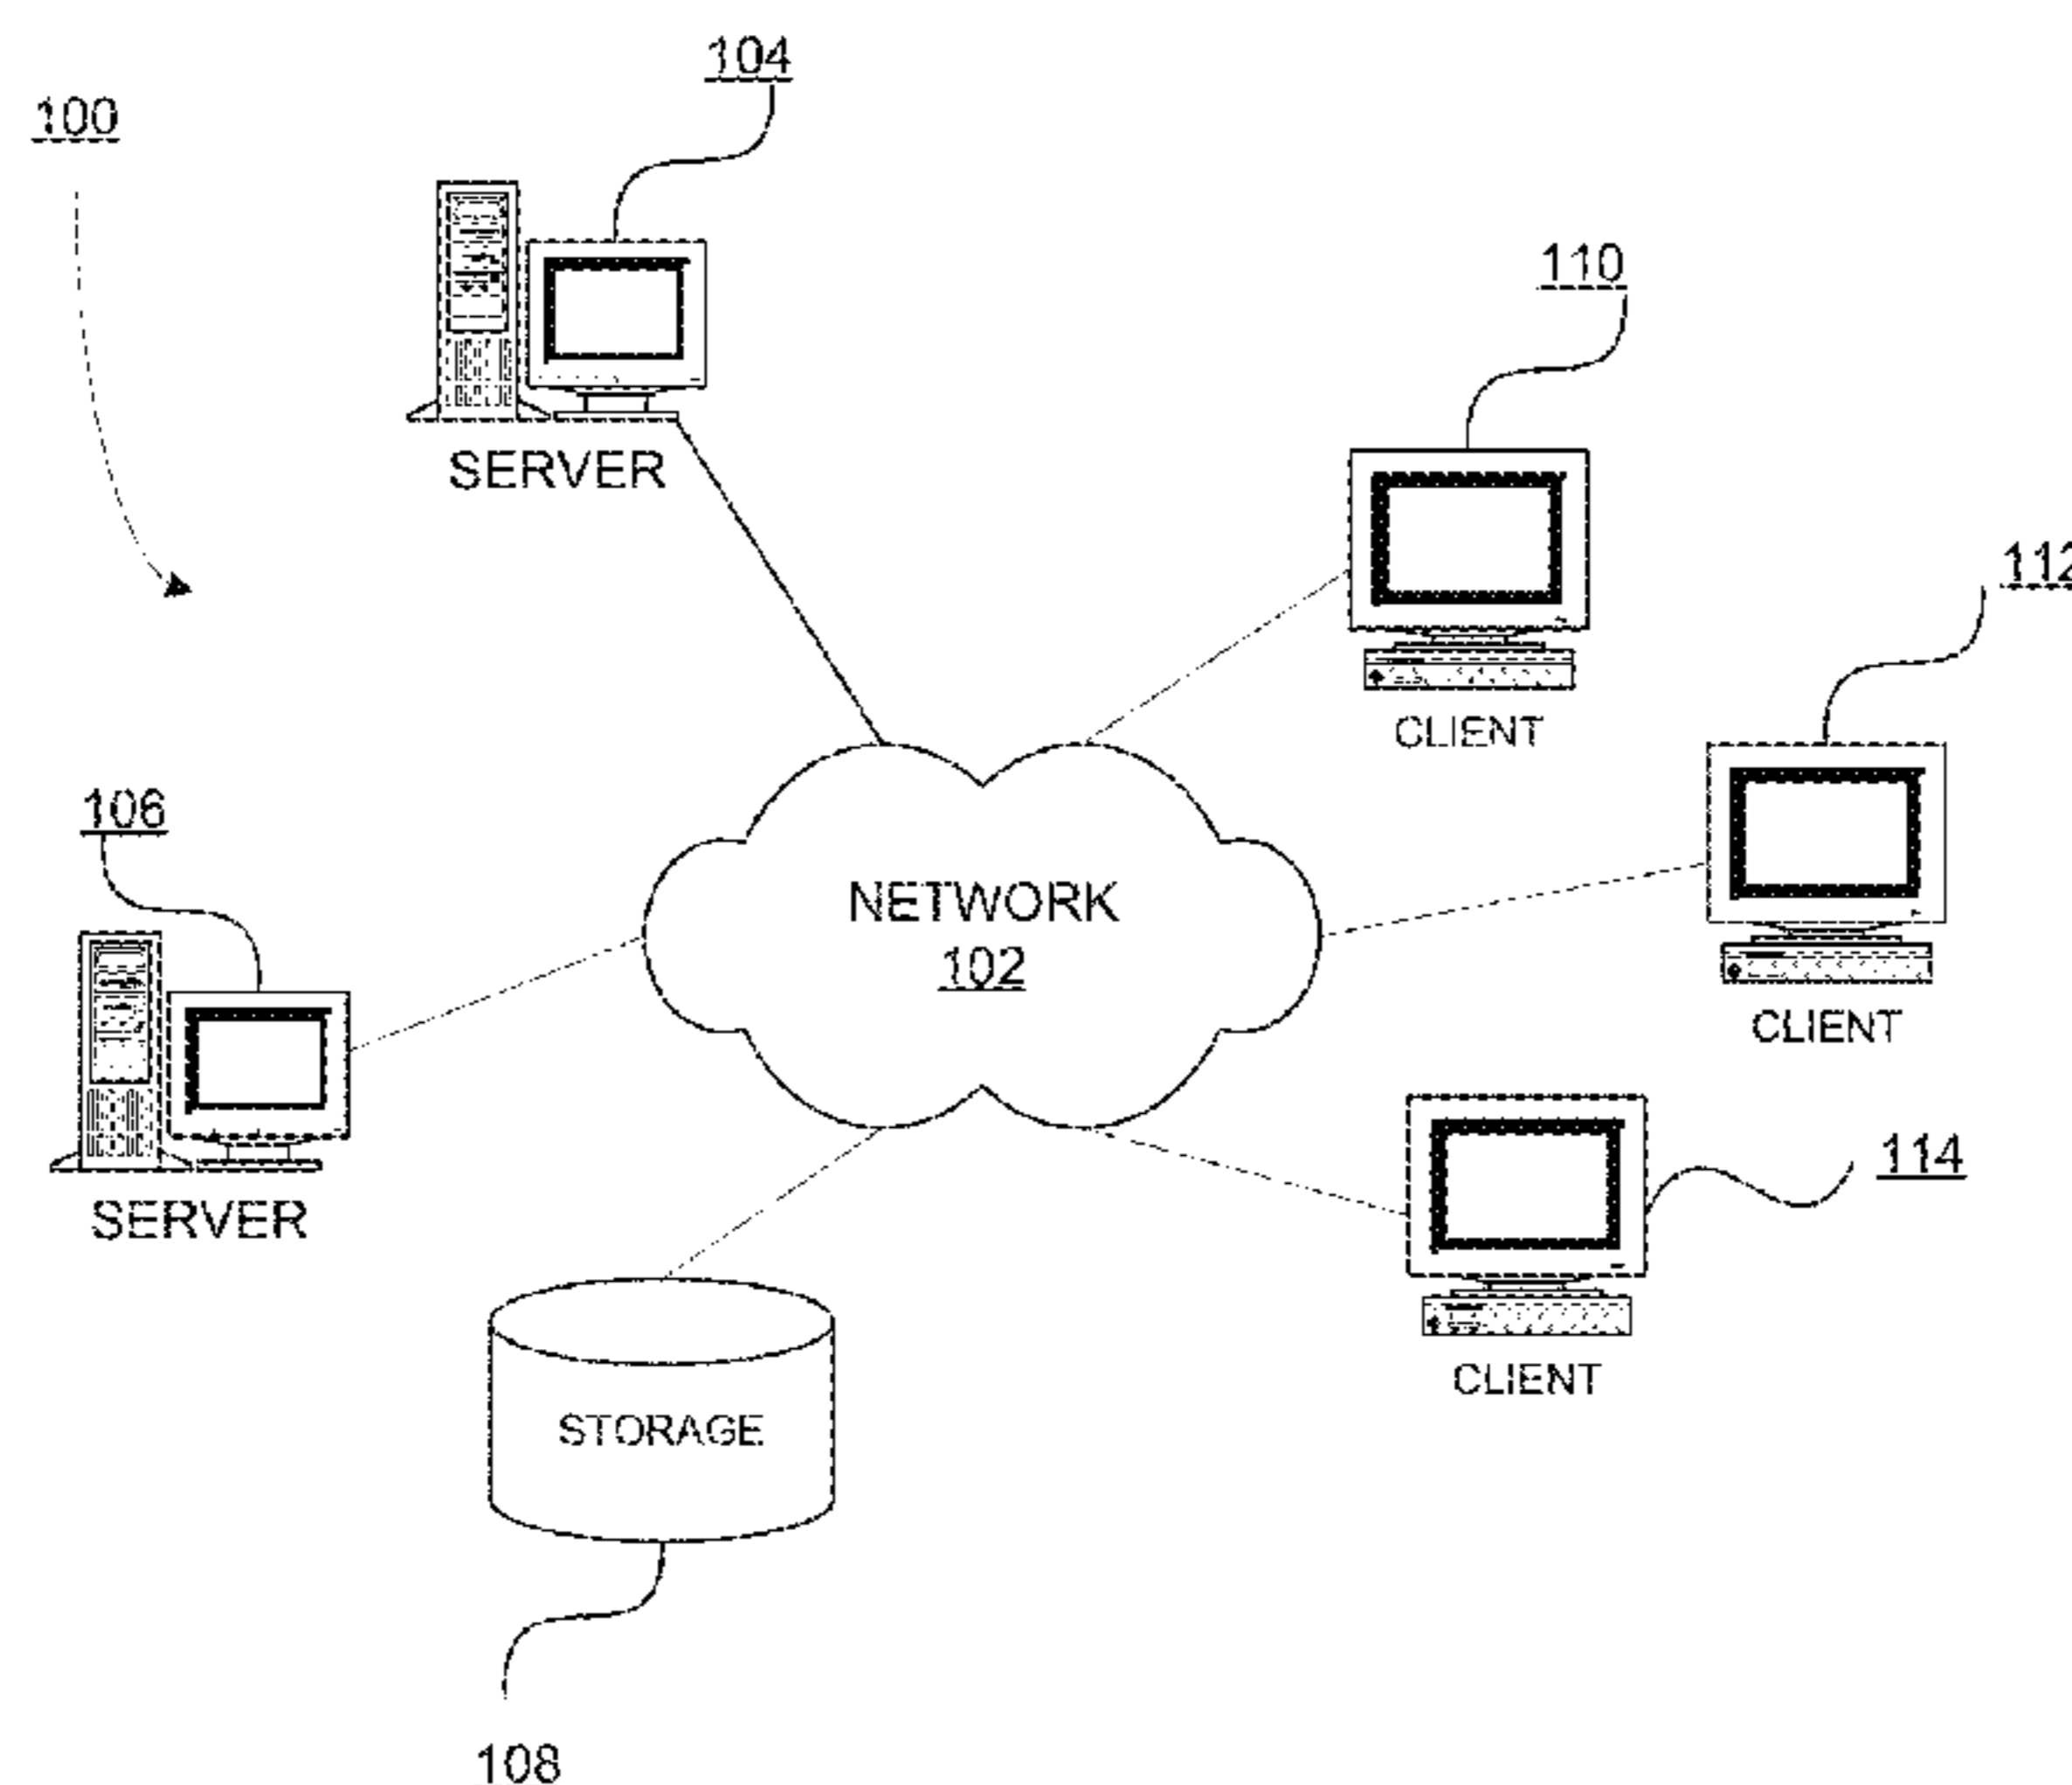 104
100
110
SERVER
112
CLIENT
106
NETWORK
102
CLIENT
114
SERVER
CLIENT
STORAGE
108